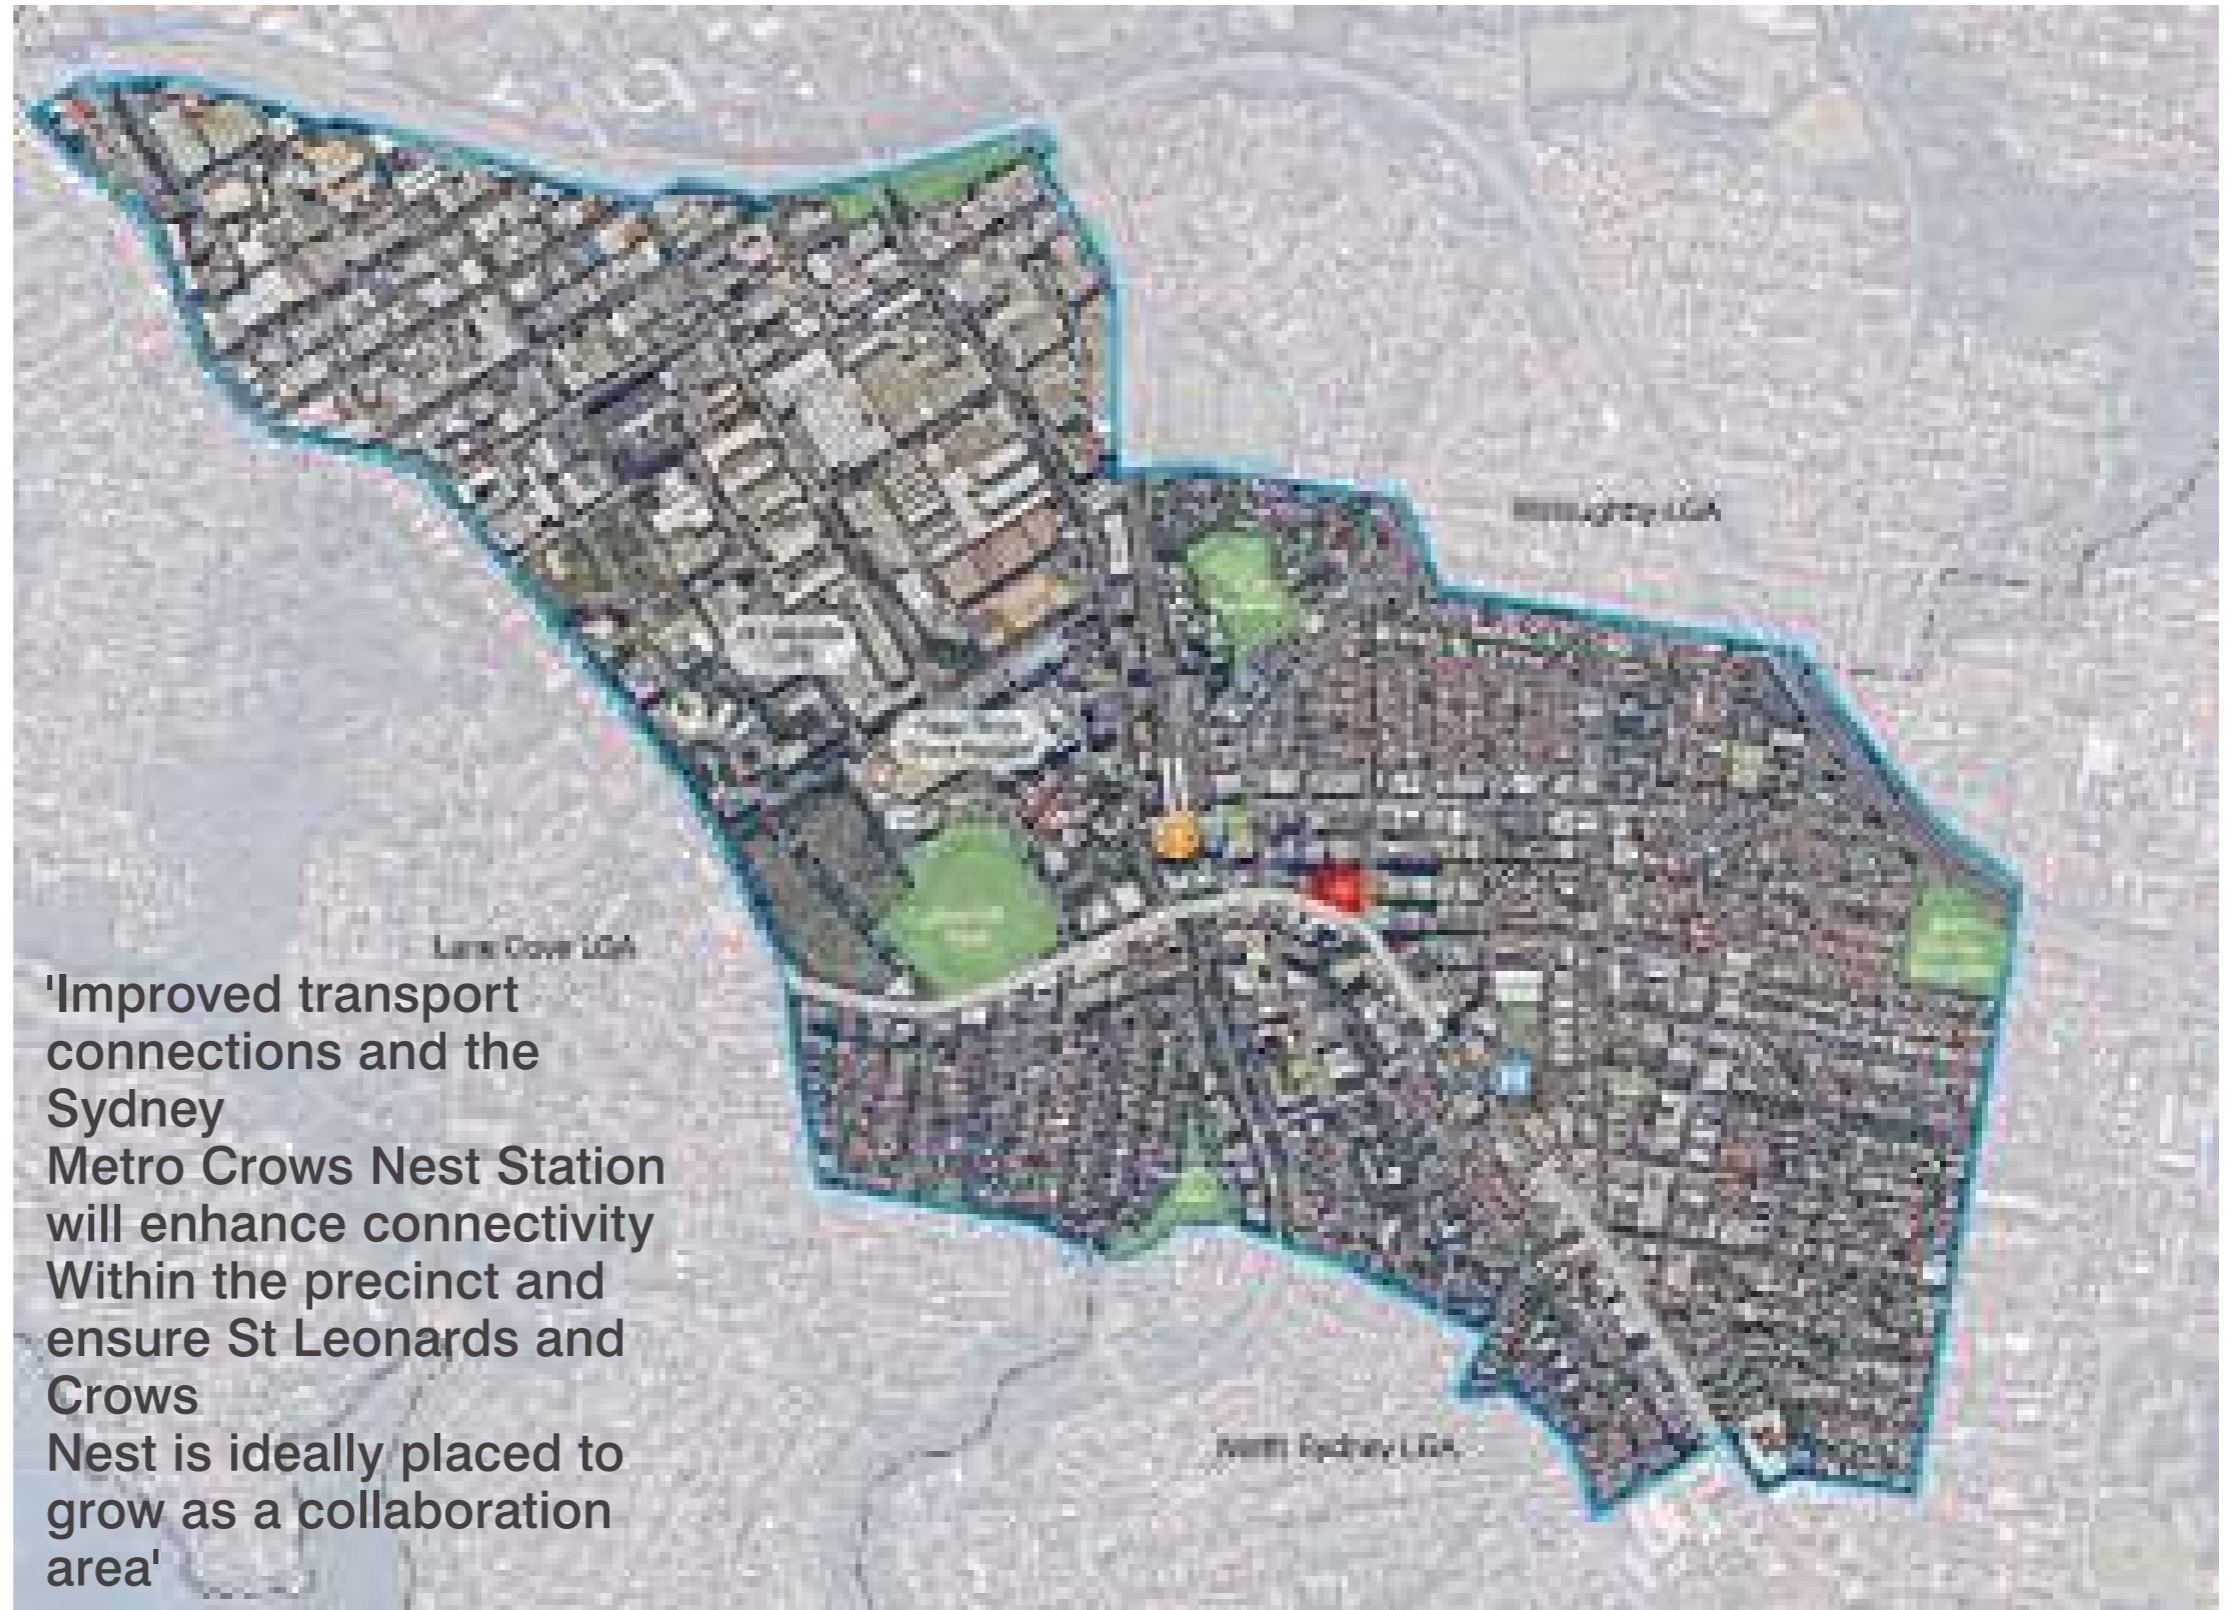 Willoughby LGA
Lane Cove LGA
'Improved transport
connections and the
Sydney
Metro Crows Nest Station
will enhance connectivity
Within the precinct and
ensure St Leonards and
Crows
Nest is ideally placed to
grow as a collaboration
area'
North Sydney LGA